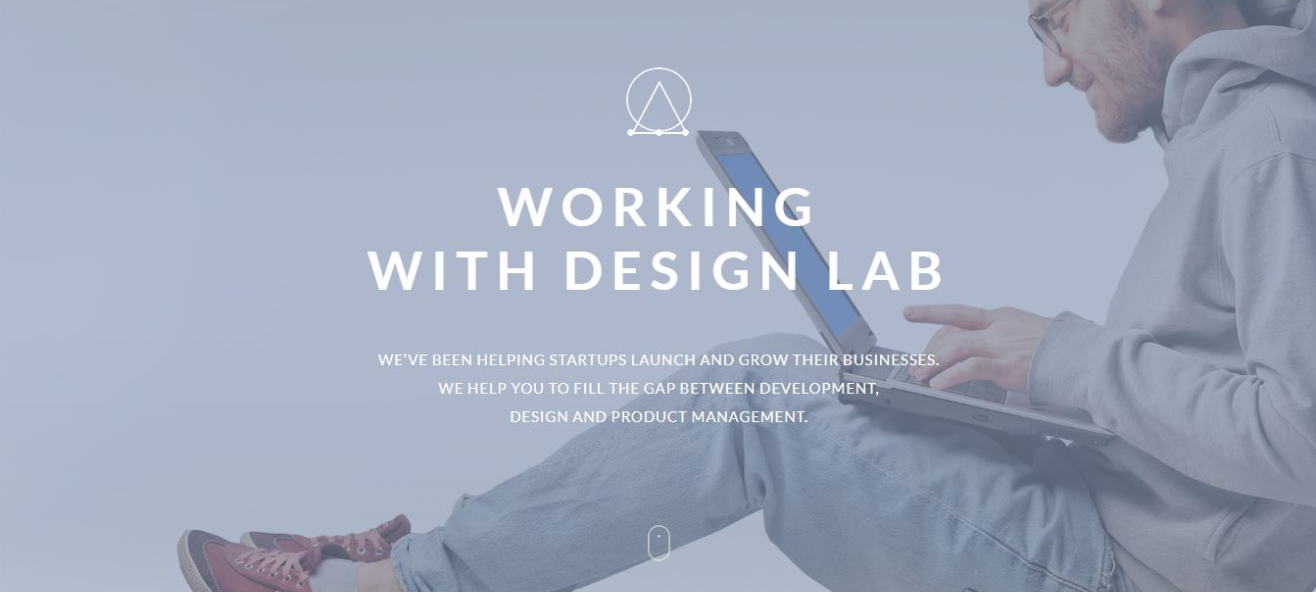 WORKING
WITH DESIGN LAB
WE'VE BEEN HELPING STARTUPS LAUNCH AND GROW THEIR BUSINESSES.
WE HELP YOU TO FILL THE GAP BETWEEN DEVELOPMENT,
DESIGN AND PRODUCT MANAGEMENT.